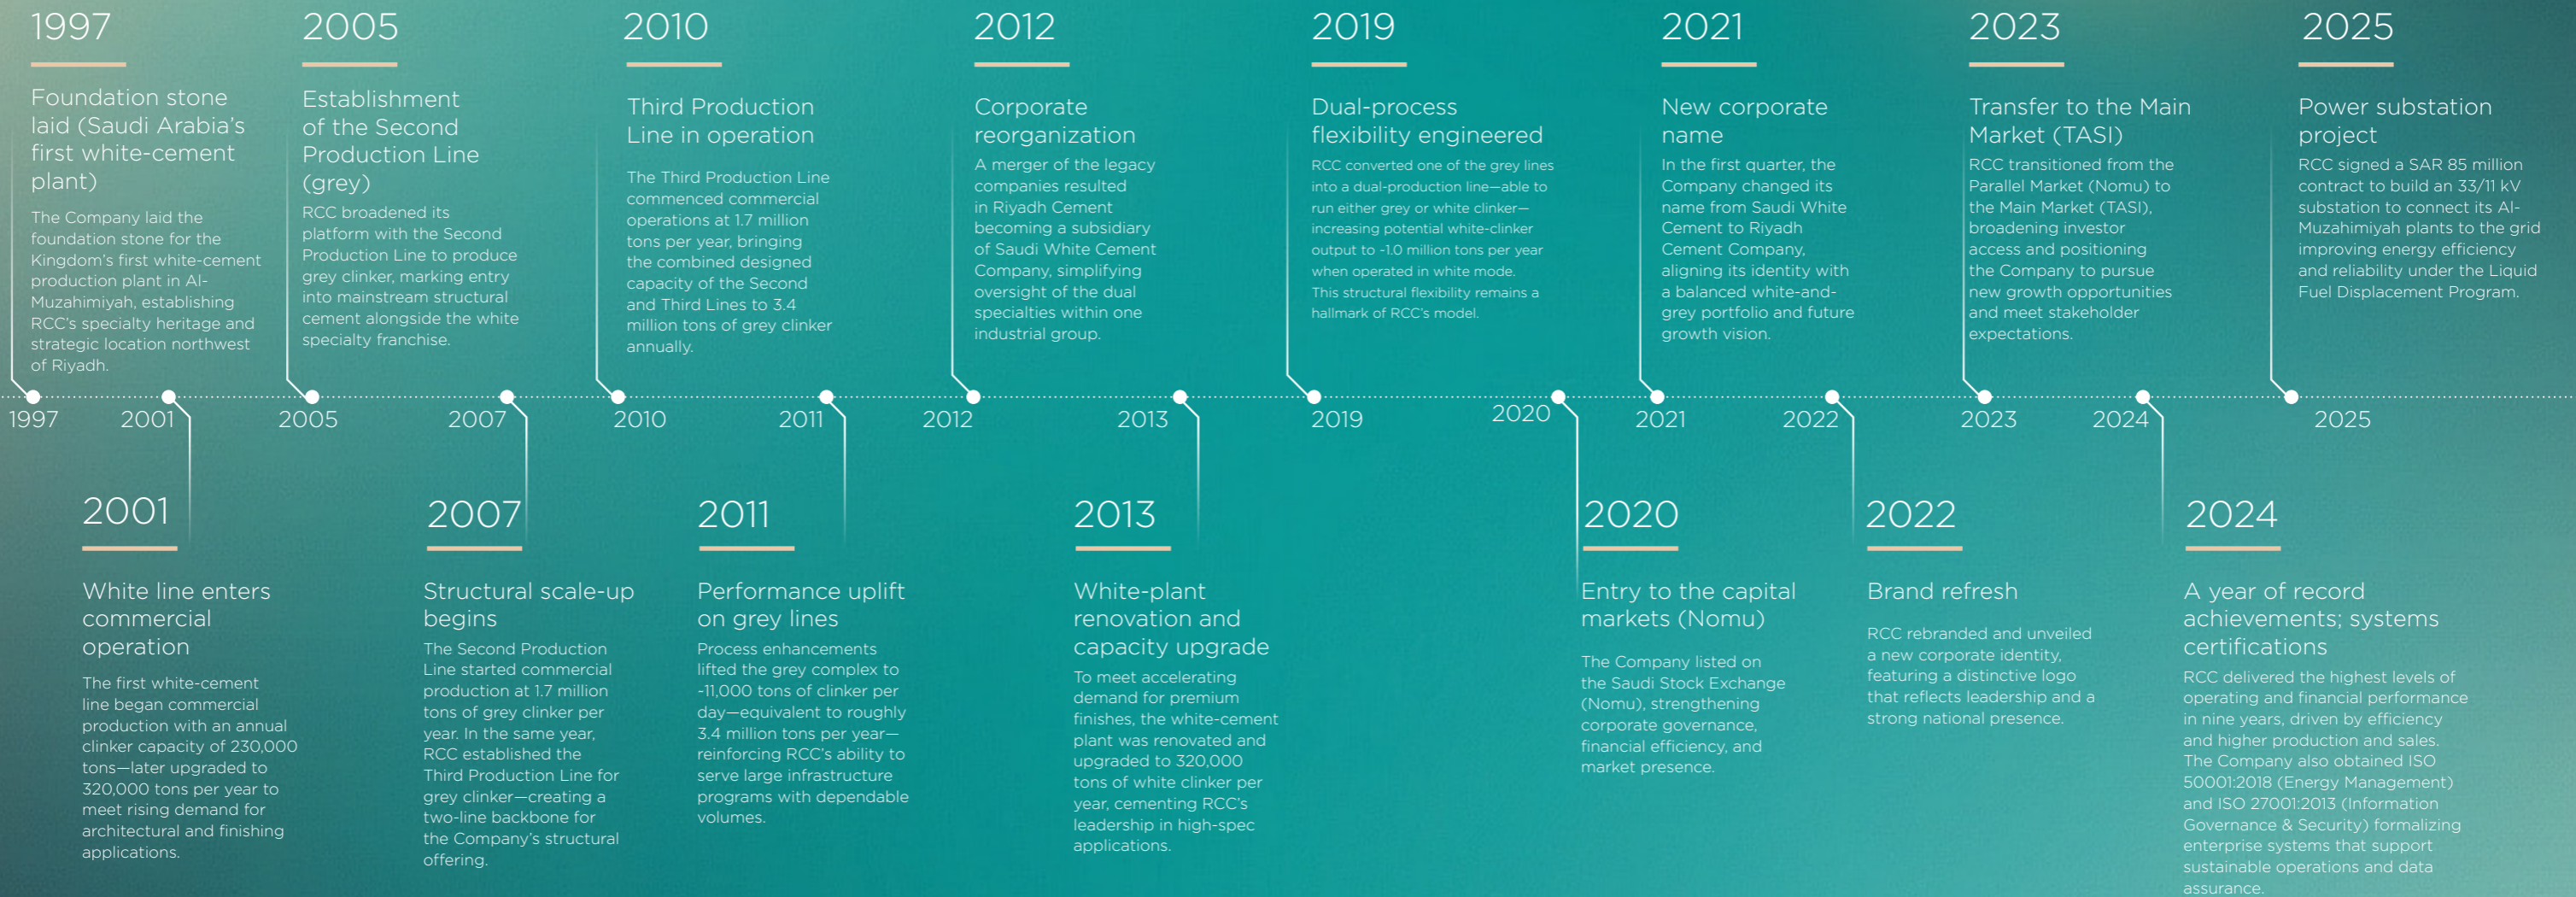 1997
Foundation stone
laid (Saudi Arabia's
first white-cement
plant)
The Company laid the
foundation stone for the
Kingdom's first white-cement
production plant in Al-
Muzahimiyah, establishing
RCC's specialty heritage and
strategic location northwest
of Riyadh.
2005
Establishment
of the Second
Production Line
(grey)
RCC broadened its
platform with the Second
Production Line to produce
grey clinker, marking entry
into mainstream structural
cement alongside the white
specialty franchise.
2010
Third Production
Line in operation
The Third Production Line
commenced commercial
operations at 1.7 million
tons per year, bringing
the combined designed
capacity of the Second
and Third Lines to 3.4
million tons of grey clinker
annually.
2012
Corporate
reorganization
A merger of the legacy
companies resulted
in Riyadh Cement
becoming a subsidiary
of Saudi White Cement
Company, simplifying
oversight of the dual
specialties within one
industrial group.
2019
Dual-process
flexibility engineered
RCC converted one of the grey lines
into a dual-production line—able to
run either grey or white clinker—
increasing potential white-clinker
output to ~1.0 million tons per year
when operated in white mode.
This structural flexibility remains a
hallmark of RCC's model.
2021
New corporate
name
In the first quarter, the
Company changed its
name from Saudi White
Cement to Riyadh
Cement Company,
aligning its identity with
a balanced white-and-
grey portfolio and future
growth vision.
2023
Transfer to the Main
Market (TASI)
RCC transitioned from the
Parallel Market (Nomu) to
the Main Market (TASI),
broadening investor
access and positioning
the Company to pursue
new growth opportunities
and meet stakeholder
expectations.
2025
Power substation
project
RCC signed a SAR 85 million
contract to build an 33/11 kV
substation to connect its Al-
Muzahimiyah plants to the grid
improving energy efficiency
and reliability under the Liquid
Fuel Displacement Program.
1997 2001 2005 2007 2010 2011 2012 2013 2019 2020 2021 2022 2023 2024 2025
2001
White line enters
commercial
operation
The first white-cement
line began commercial
production with an annual
clinker capacity of 230,000
tons—later upgraded to
320,000 tons per year to
meet rising demand for
architectural and finishing
applications.
2007
Structural scale-up
begins
The Second Production
Line started commercial
production at 1.7 million
tons of grey clinker per
year. In the same year,
RCC established the
Third Production Line for
grey clinker—creating a
two-line backbone for
the Company's structural
offering.
2011
Performance uplift
on grey lines
Process enhancements
lifted the grey complex to
~11,000 tons of clinker per
day—equivalent to roughly
3.4 million tons per year—
reinforcing RCC's ability to
serve large infrastructure
programs with dependable
volumes.
2013
White-plant
renovation and
capacity upgrade
To meet accelerating
demand for premium
finishes, the white-cement
plant was renovated and
upgraded to 320,000
tons of white clinker per
year, cementing RCC's
leadership in high-spec
applications.
2020
Entry to the capital
markets (Nomu)
The Company listed on
the Saudi Stock Exchange
(Nomu), strengthening
corporate governance,
financial efficiency, and
market presence.
2022
Brand refresh
RCC rebranded and unveiled
a new corporate identity,
featuring a distinctive logo
that reflects leadership and a
strong national presence.
2024
A year of record
achievements; systems
certifications
RCC delivered the highest levels of
operating and financial performance
in nine years, driven by efficiency
and higher production and sales.
The Company also obtained ISO
50001:2018 (Energy Management)
and ISO 27001:2013 (Information
Governance & Security) formalizing
enterprise systems that support
sustainable operations and data
assurance.